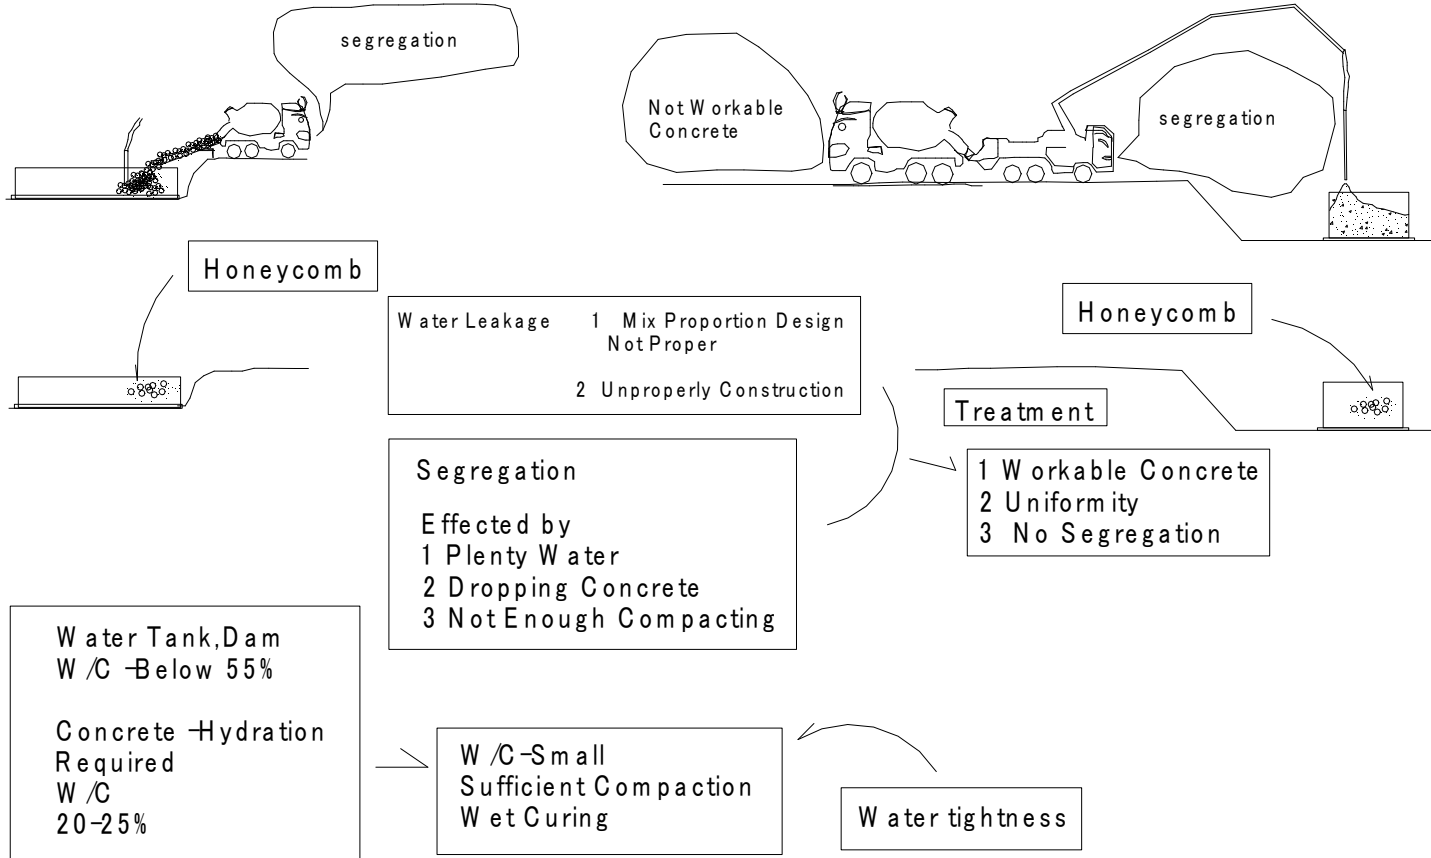 segregation
Not Workable
Concrete
segregation
Honeycomb
Honeycomb
Water Leakage 1 Mix Proportion Design
Not Proper
2 Unproperly Construction
Treatment
1 Workable Concrete
2 Uniformity
3 No Segregation
Segregation
Effected by
1 Plenty Water
2 Dropping Concrete
3 Not Enough Compacting
Water Tank,Dam
W/C-Below 55%
Concrete-Hydration
Required
W/C
20-25%
W/C-Small
Sufficient Compaction
Wet Curing
Water tightness